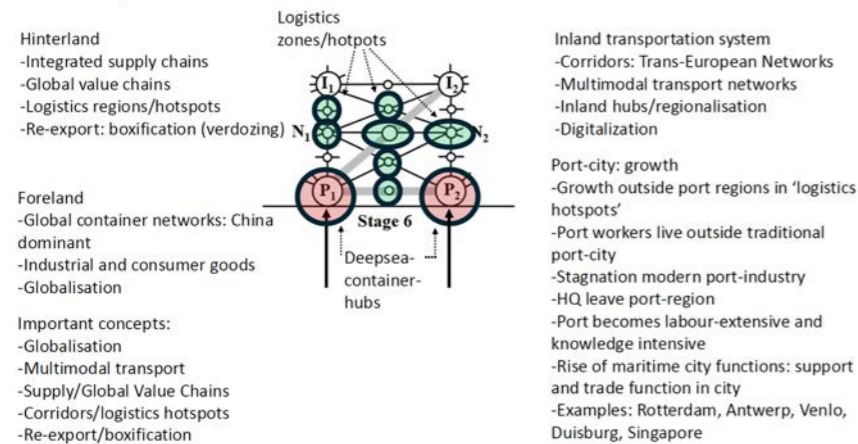 Hinterland
-Integrated supply chains
-Global value chains
-Logistics regions/hotspots
-Re-export: boxification (verdozing)
Foreland
-Global container networks: China
dominant
-Industrial and consumer goods
-Globalisation
Important concepts:
-Globalisation
-Multimodal transport
-Supply/Global Value Chains
-Corridors/logistics hotspots
-Re-export/boxification
Logistics
zones/hotpots
I1
I2
N1
N2
P1
P2
Stage 6
Deepsea-
container-
hubs
Inland transportation system
-Corridors: Trans-European Networks
-Multimodal transport networks
-Inland hubs/regionalisation
-Digitalization
Port-city: growth
-Growth outside port regions in ‘logistics
hotspots’
-Port workers live outside traditional
port-city
-Stagnation modern port-industry
-HQ leave port-region
-Port becomes labour-extensive and
knowledge intensive
-Rise of maritime city functions: support
and trade function in city
-Examples: Rotterdam, Antwerp, Venlo,
Duisburg, Singapore